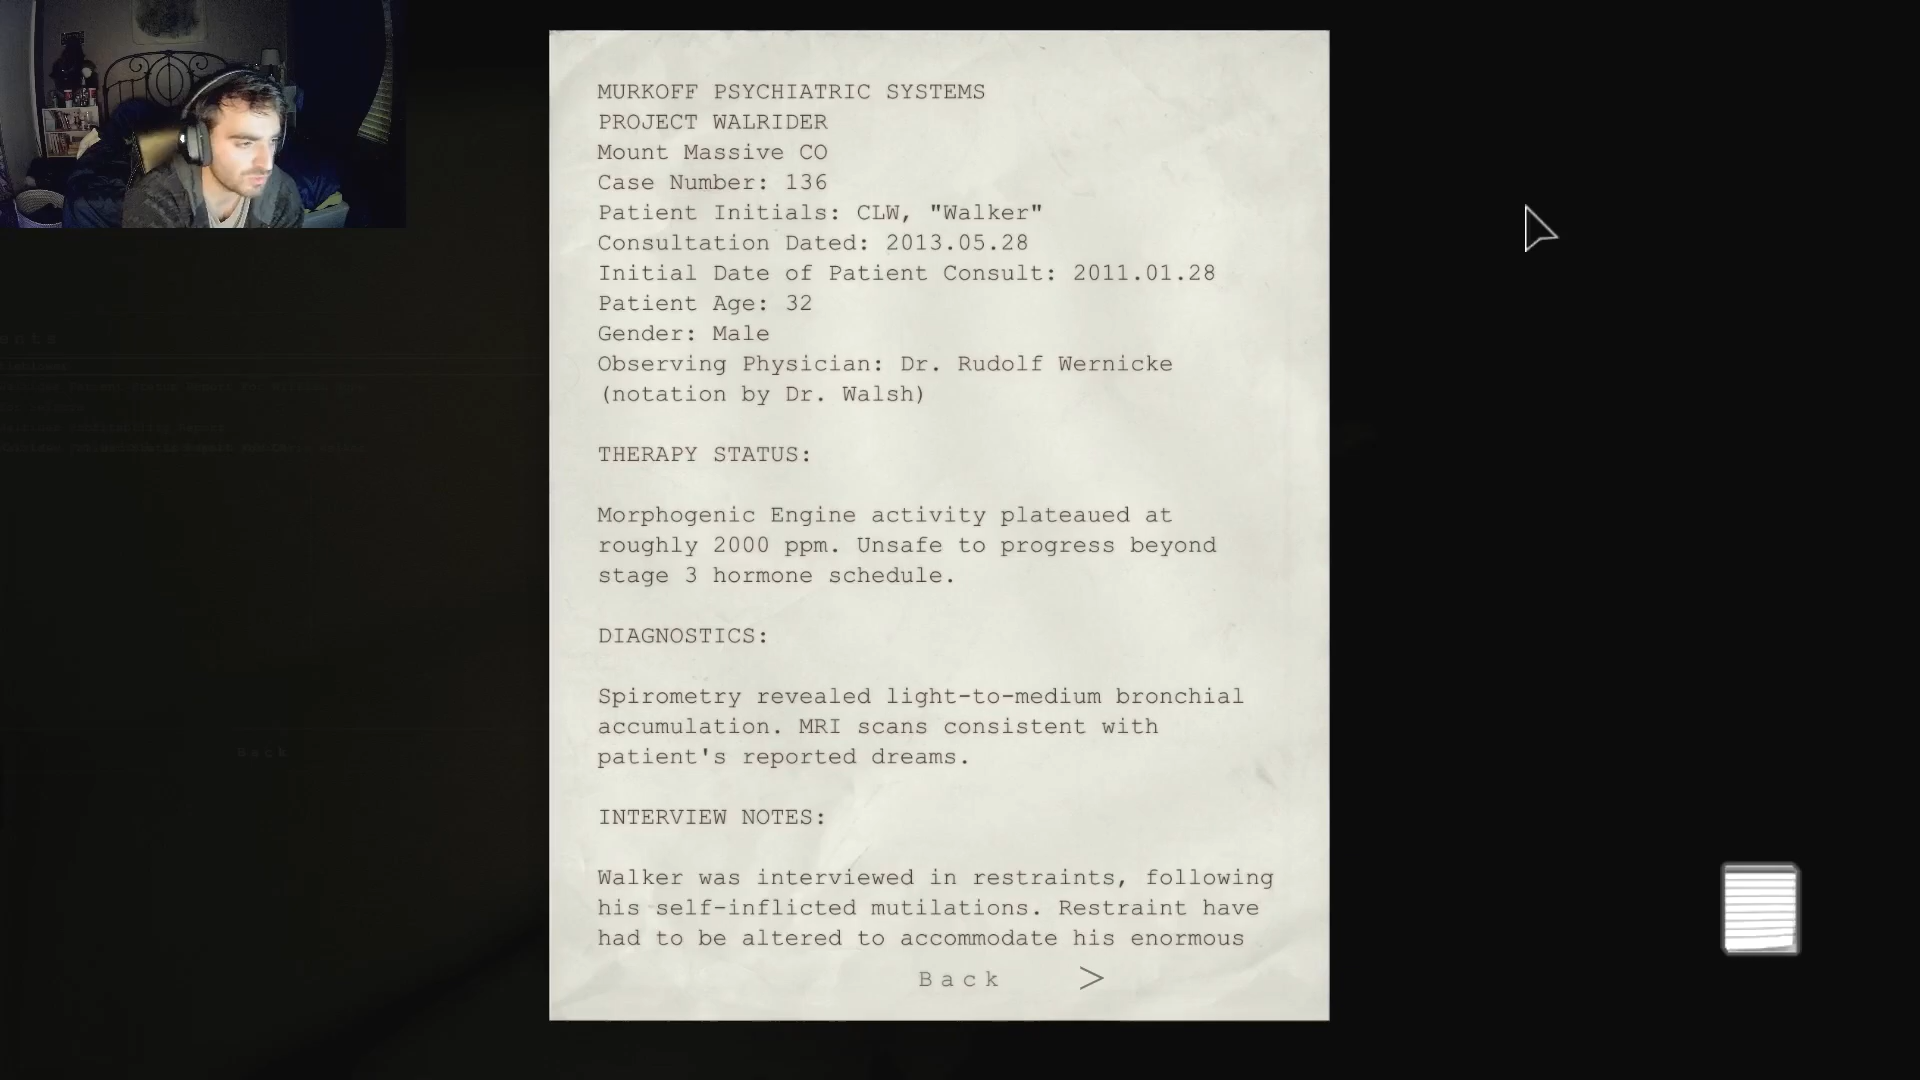 MURKOFF PSYCHIATRIC SYSTEMS
PROJECT WALRIDER
Mount Massive CO
Case Number: 136
Patient Initials: CLW, "Walker"
Consultation Dated: 2013.05.28
Initial Date of Patient Consult: 2011.01.28
Patient Age: 32
Gender: Male
Observing Physician: Dr. Rudolf Wernicke
(notation by Dr. Walsh)
THERAPY STATUS:
Morphogenic Engine activity plateaued at
roughly 2000 ppm. Unsafe to progress beyond
stage 3 hormone schedule.
DIAGNOSTICS:
Spirometry revealed light-to-medium bronchial
accumulation. MRI scans consistent with
patient's reported dreams.
INTERVIEW NOTES:
Walker was interviewed in restraints, following
his self-inflicted mutilations. Restraint have
had to be altered to accommodate his enormous
Back >
Back